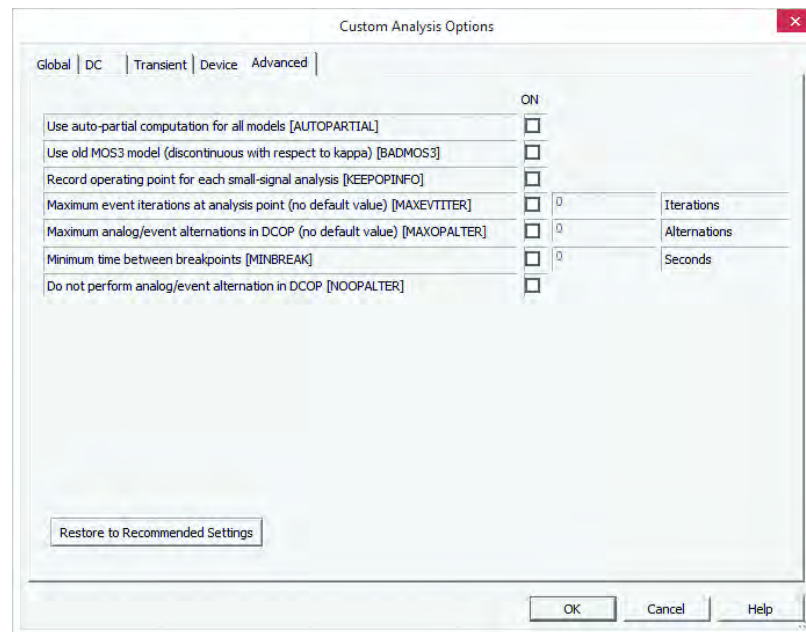 Custom Analysis Options
Global DC Transient Device Advanced
ON
Use auto-partial computation for all models [AUTOPARTIAL]
Use old MOS3 model (discontinuous with respect to kappa) [BADMOS3]
Record operating point for each small-signal analysis [KEEPOPINFO]
Maximum event iterations at analysis point (no default value) [MAXEVTITER] 0 Iterations
Maximum analog/event alternations in DCOP (no default value) [MAXOPALTER] 0 Alternations
Minimum time between breakpoints [MINBREAK] 0 Seconds
Do not perform analog/event alternation in DCOP [NOOPALTER]
Restore to Recommended Settings
OK Cancel Help